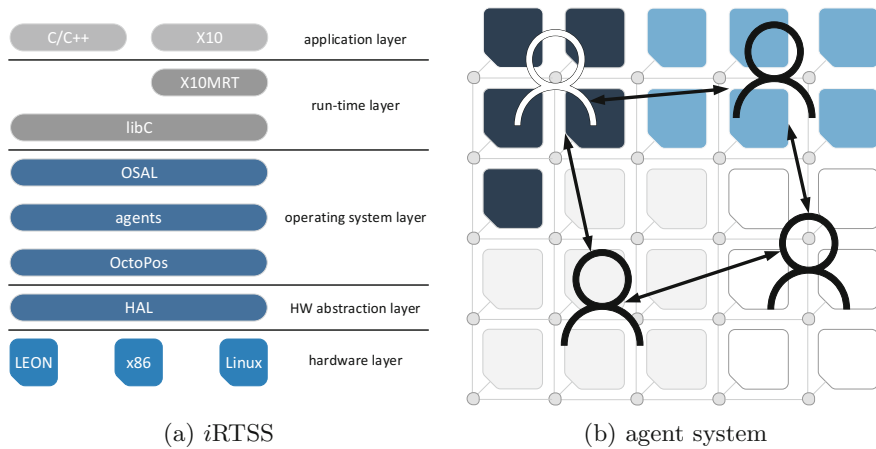 C/C++ X10 application layer
X10MRT
run-time layer
libC
OSAL
agents operating system layer
OctoPos
HAL HW abstraction layer
LEON x86 Linux hardware layer
(a) iRTSS (b) agent system